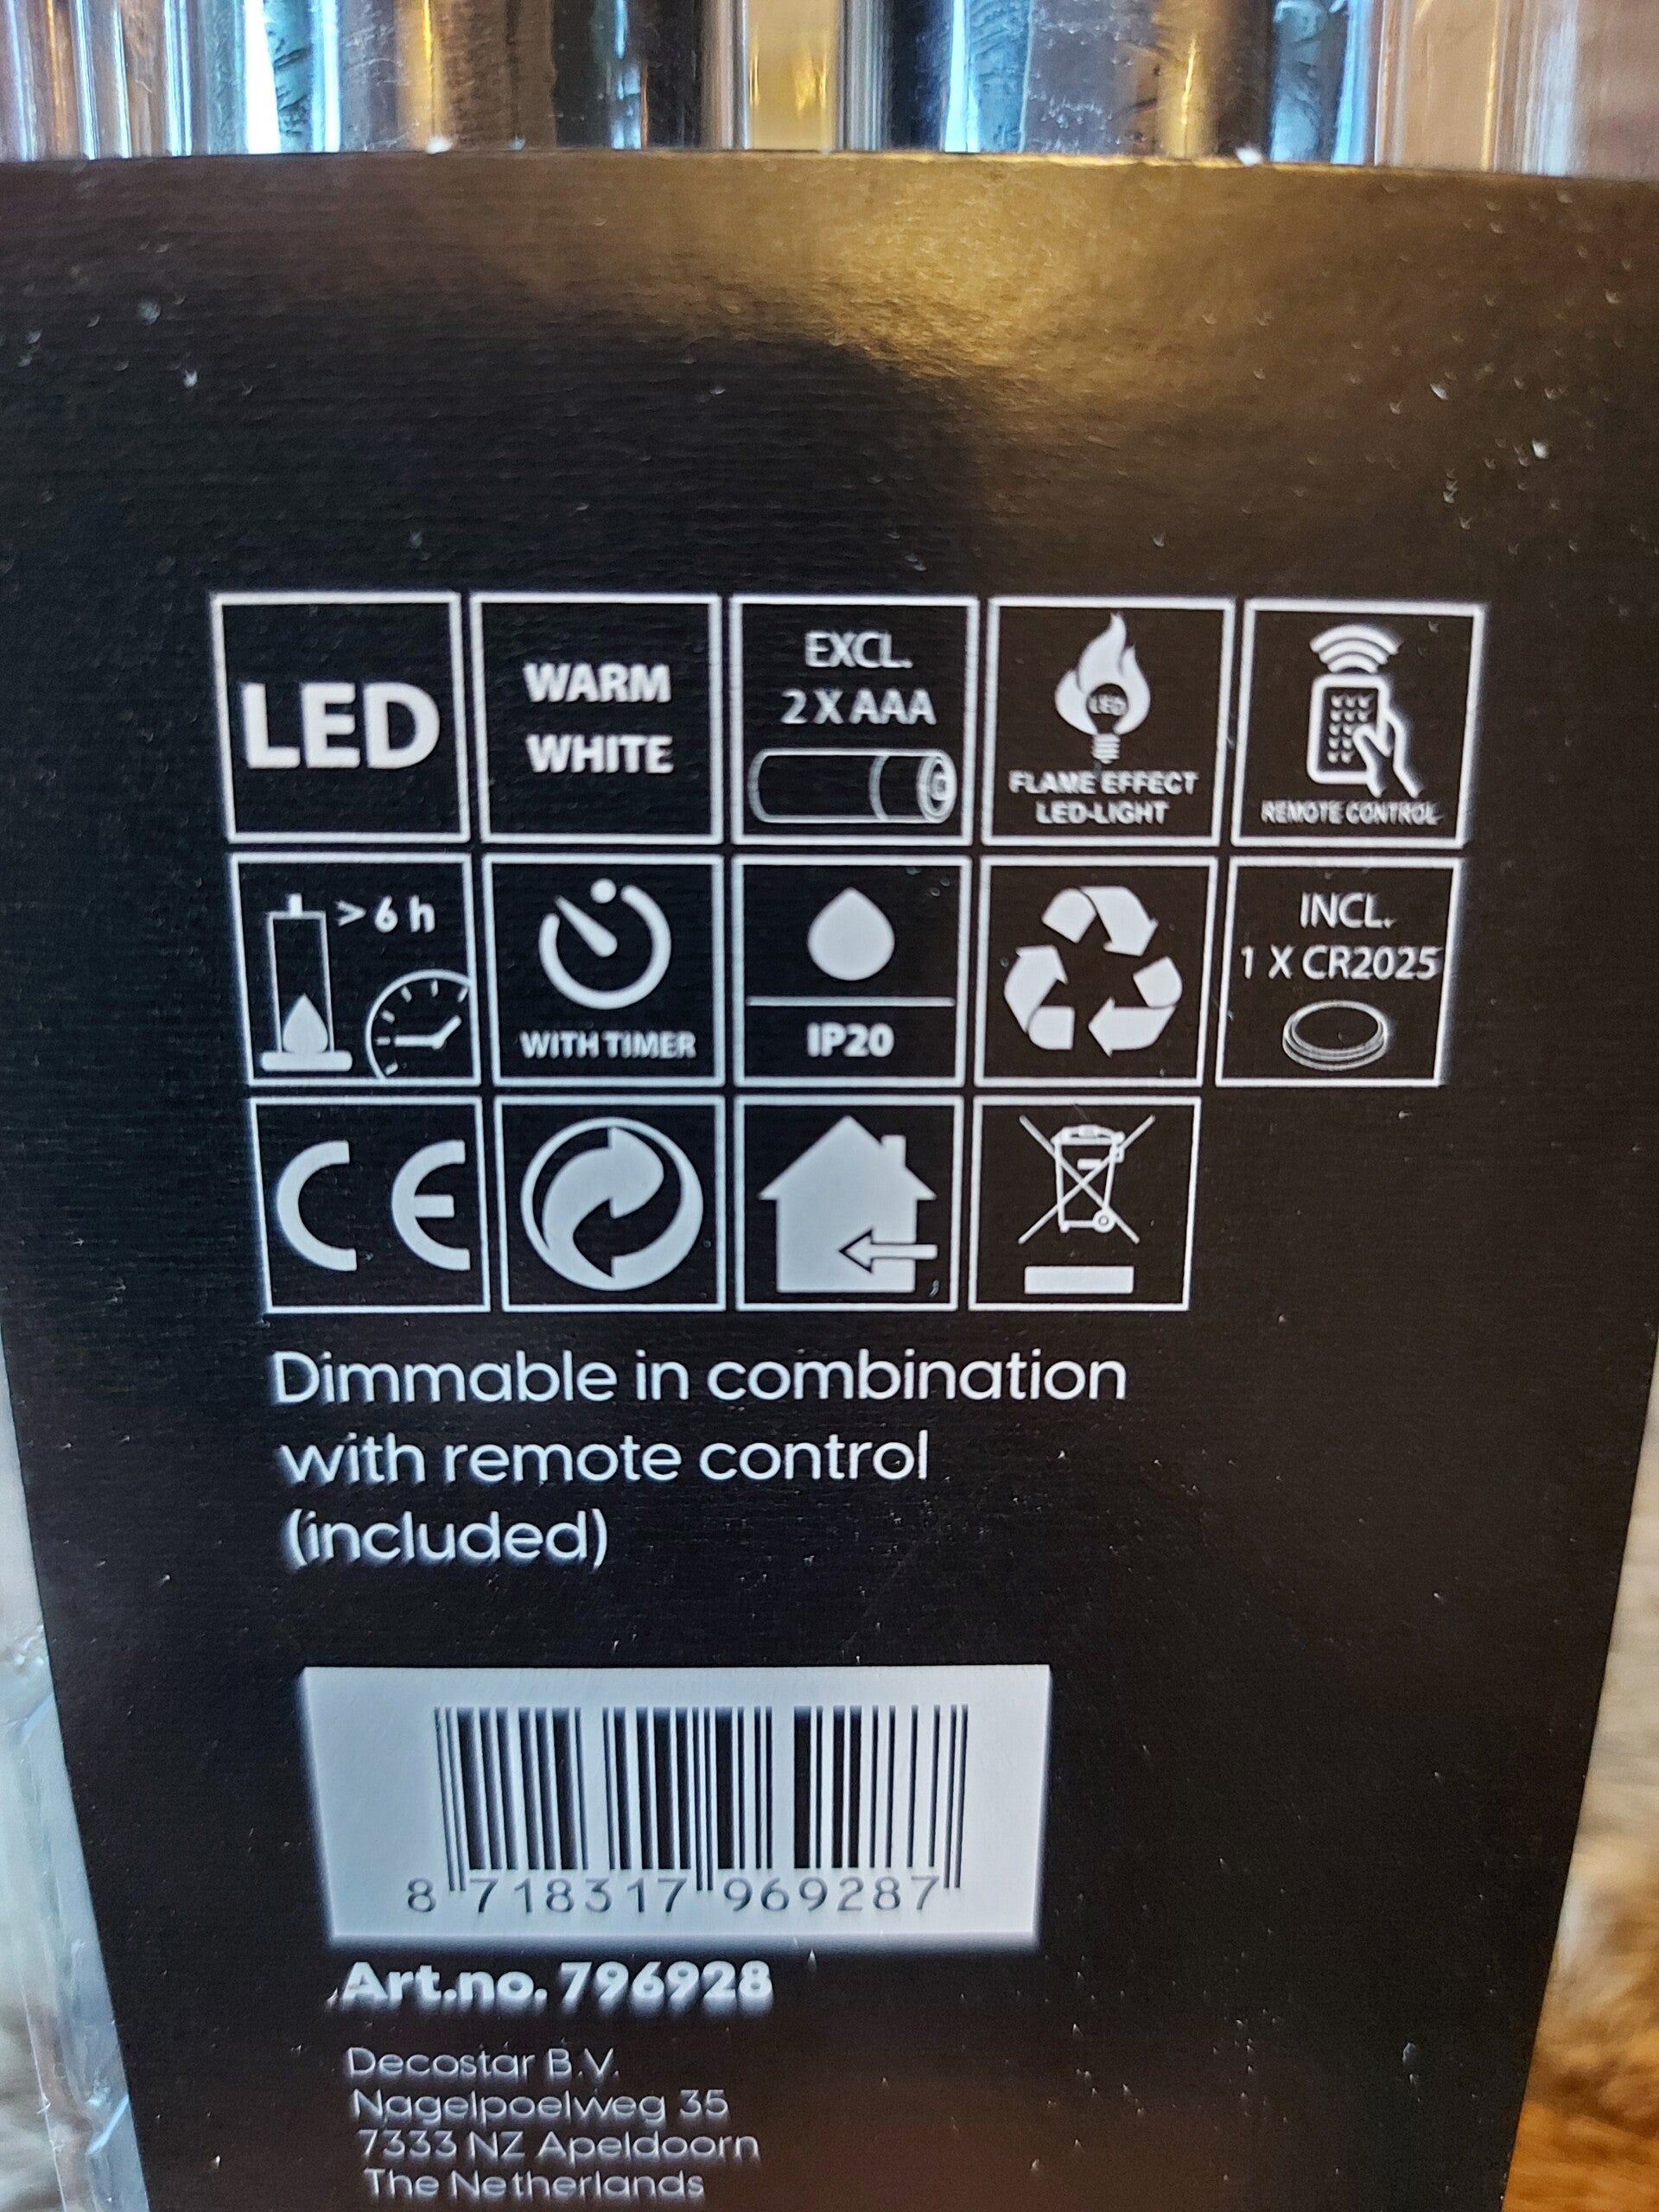 LED
WARM
WHITE
EXCL.
2 X AAA
LED
FLAME EFFECT
LED-LIGHT
REMOTE CONTROL
> 6 h
WITH TIMER
IP20
INCL.
1 X CR2025
CE
Dimmable in combination
with remote control
(included)
8 718317 969287
Art.no. 796928
Decostar B.V.
Nagelpoelweg 35
7333 NZ Apeldoorn
The Netherlands